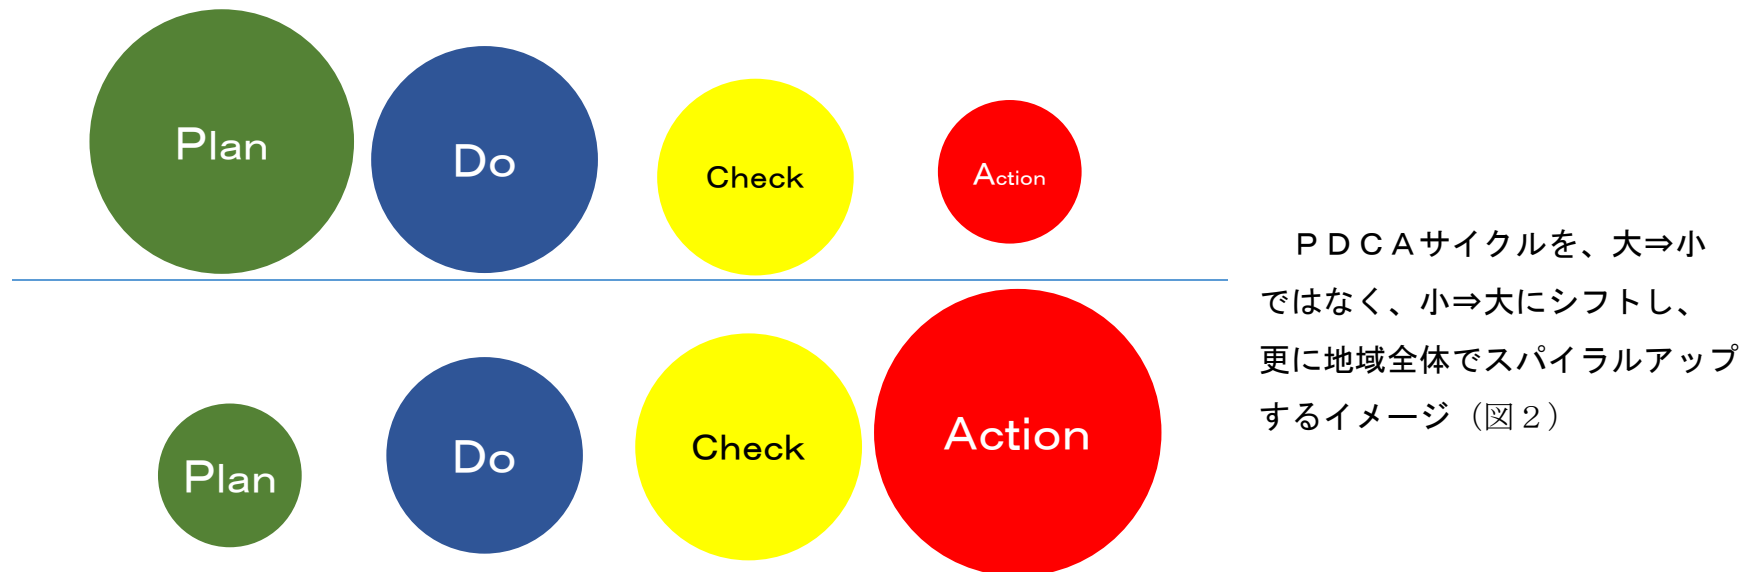 Plan
Do
Check
Action
Plan
Do
Check
Action
ＰＤＣＡサイクルを、大⇒小
ではなく、小⇒大にシフトし、
更に地域全体でスパイラルアップ
するイメージ（図２）